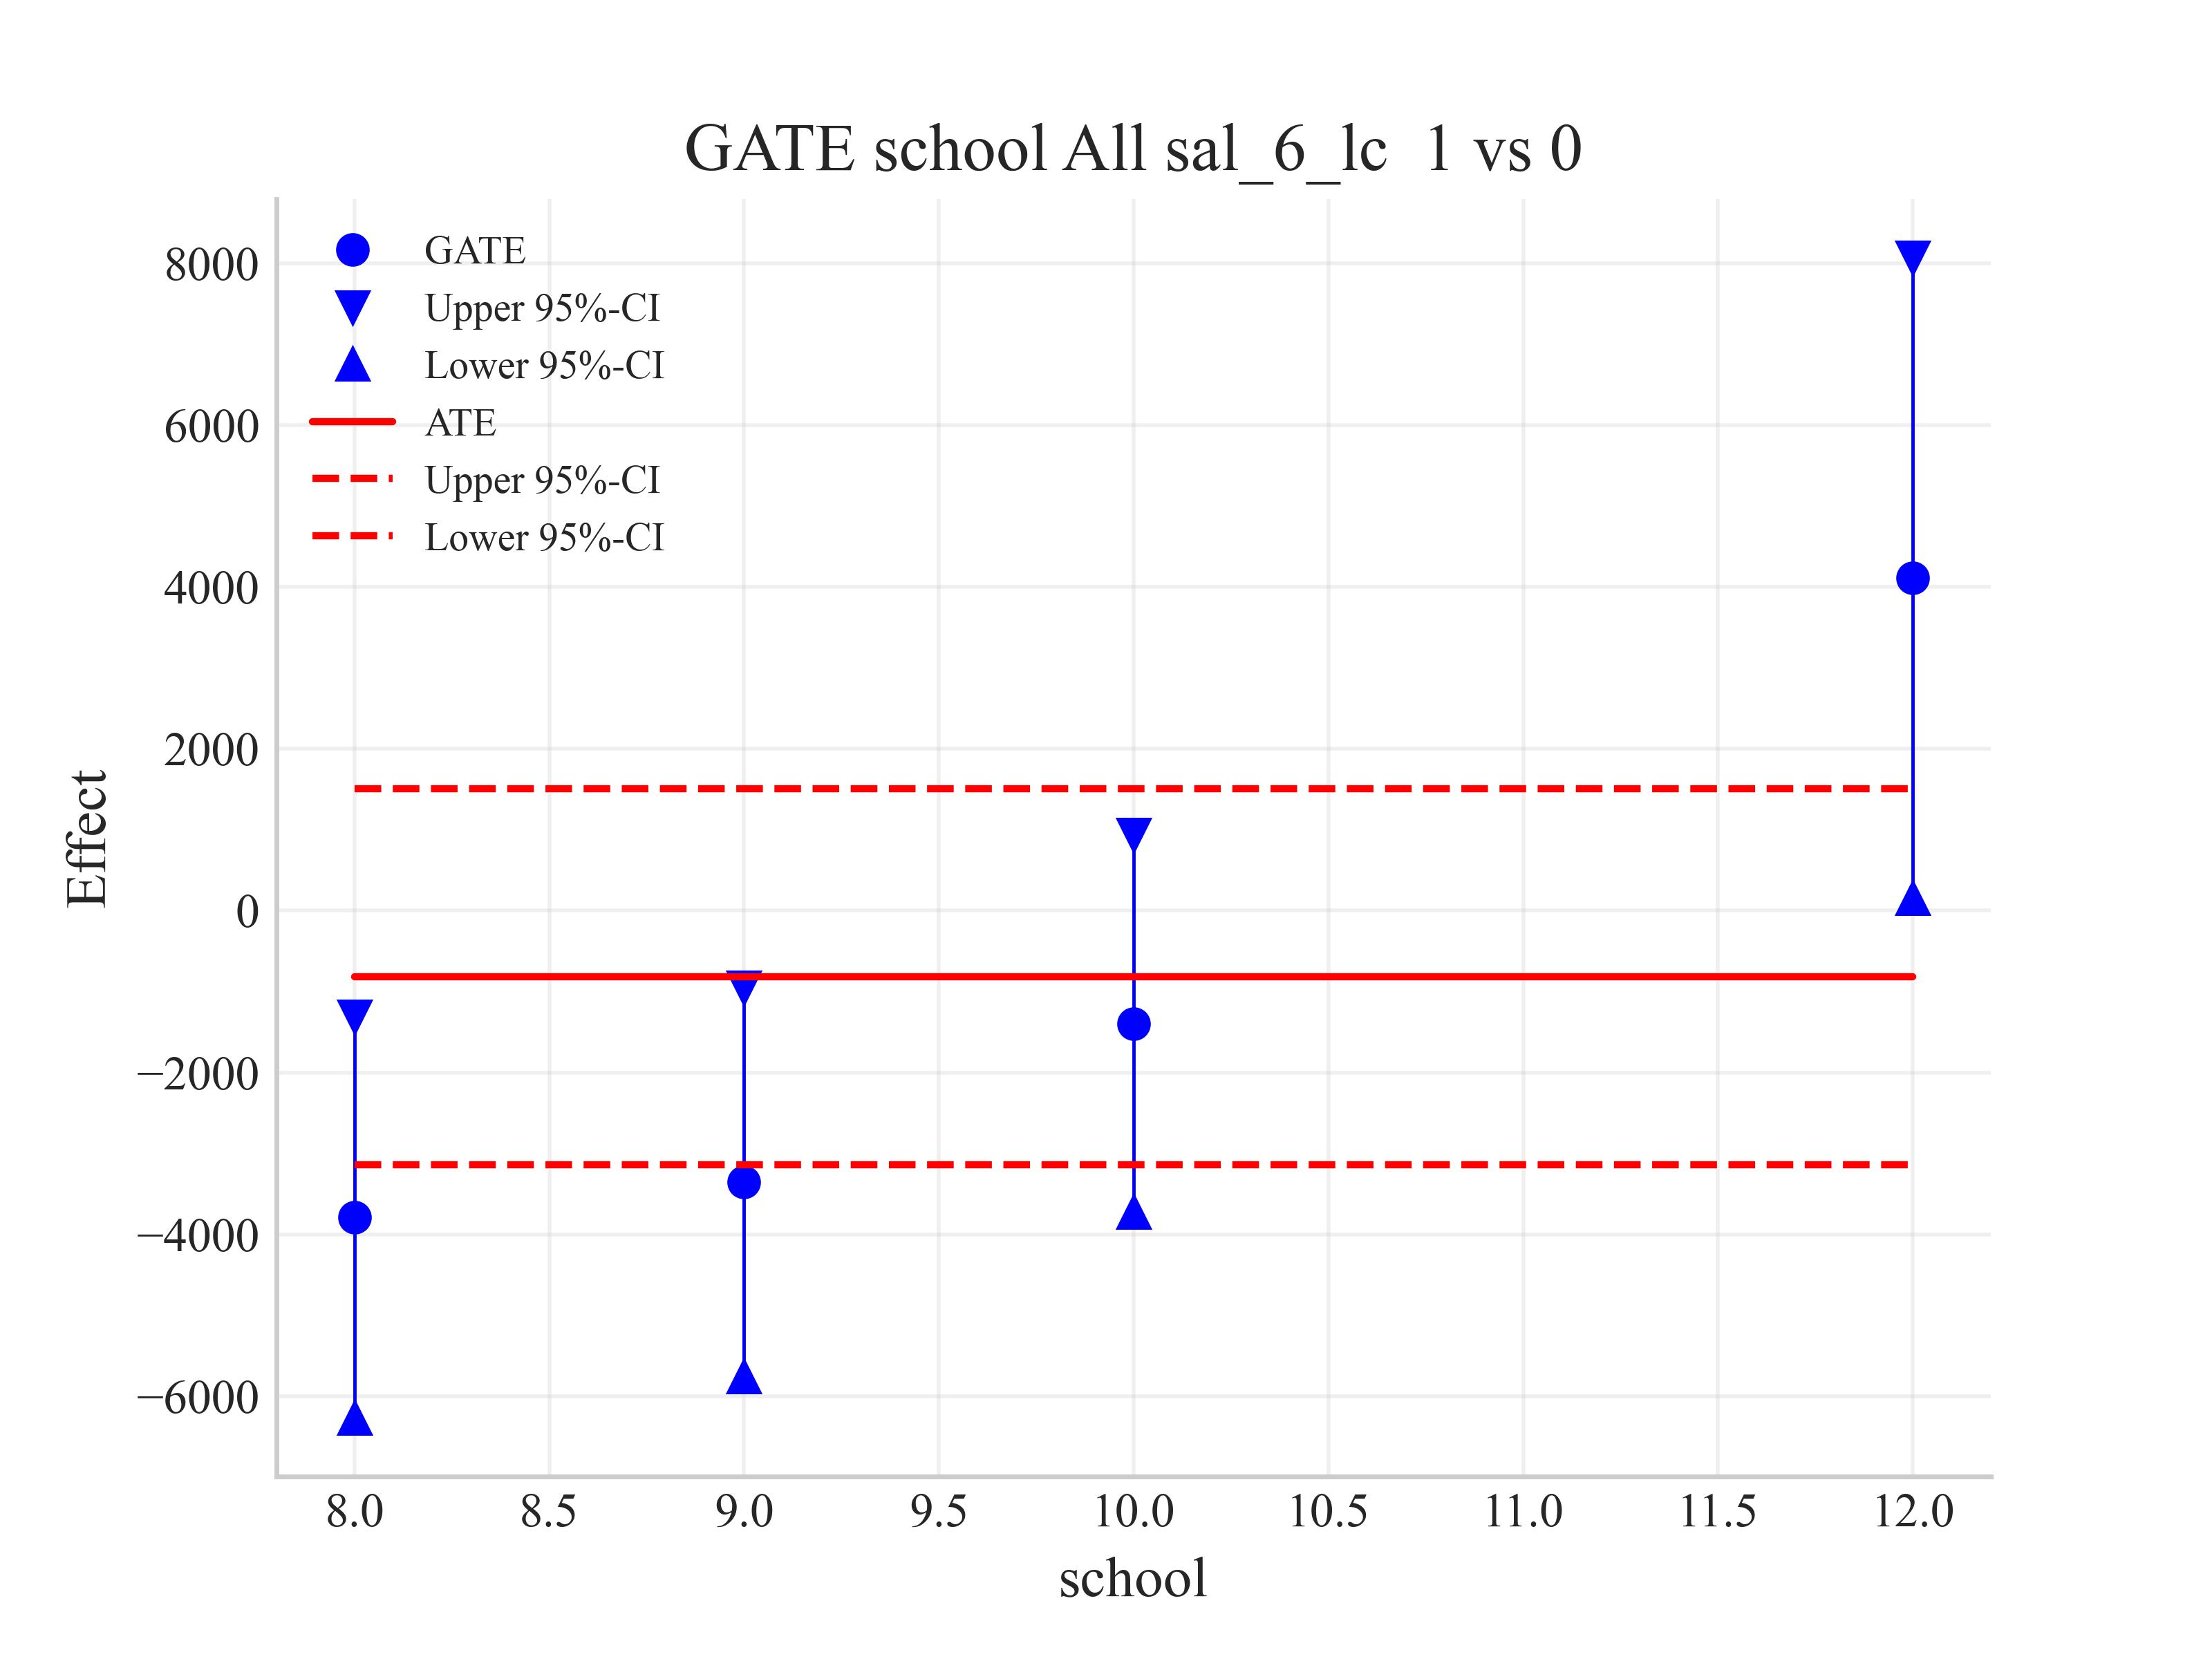 GATE school All sal_6_lc  1 vs 0
GATE
Upper 95%-CI
Lower 95%-CI
ATE
Upper 95%-CI
Lower 95%-CI
8000
6000
4000
2000
0
−2000
−4000
−6000
Effect
8.0 8.5 9.0 9.5 10.0 10.5 11.0 11.5 12.0
school